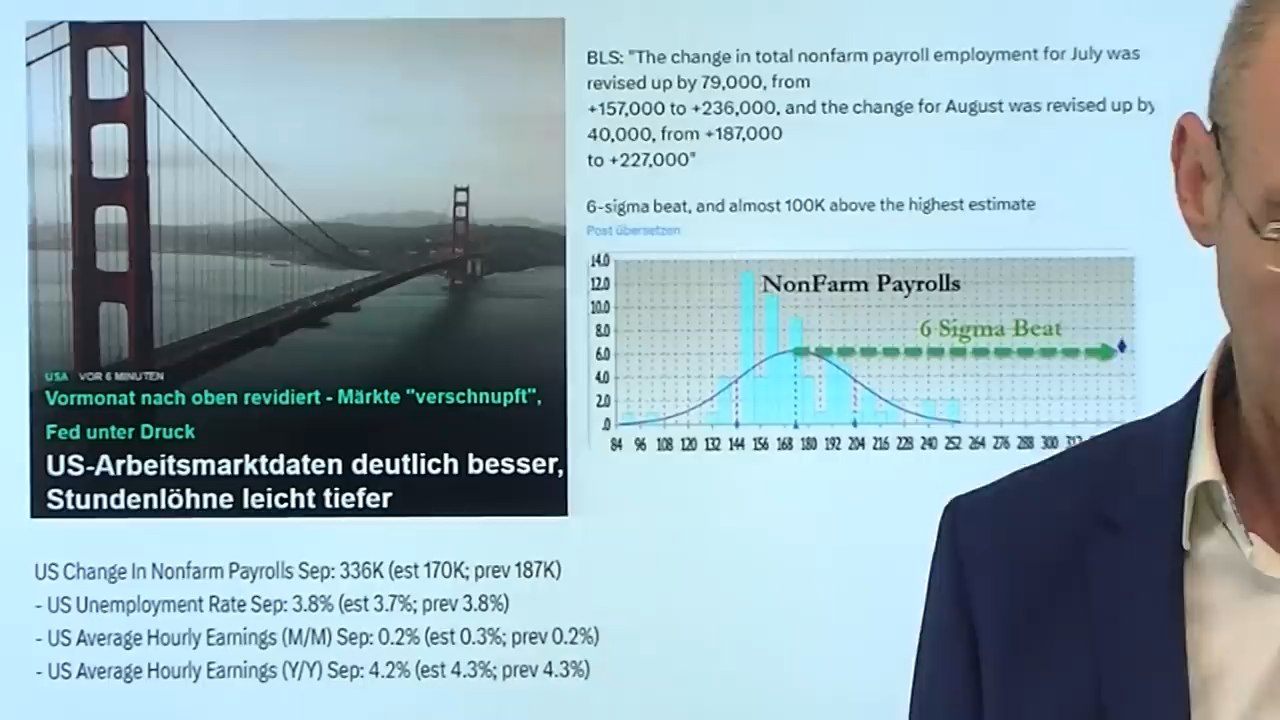 USA VOR 6 MINUTEN
Vormonat nach oben revidiert - Märkte "verschnupft",
Fed unter Druck
US-Arbeitsmarktdaten deutlich besser,
Stundenlöhne leicht tiefer
US Change In Nonfarm Payrolls Sep: 336K (est 170K; prev 187K)
- US Unemployment Rate Sep: 3.8% (est 3.7%; prev 3.8%)
- US Average Hourly Earnings (M/M) Sep: 0.2% (est 0.3%; prev 0.2%)
- US Average Hourly Earnings (Y/Y) Sep: 4.2% (est 4.3%; prev 4.3%)
BLS: "The change in total nonfarm payroll employment for July was
revised up by 79,000, from
+157,000 to +236,000, and the change for August was revised up by
40,000, from +187,000
to +227,000"
6-sigma beat, and almost 100K above the highest estimate
Post übersetzen
NonFarm Payrolls
6 Sigma Beat
14.0
12.0
10.0
8.0
6.0
4.0
2.0
.0
84 96 108 120 132 144 156 168 180 192 204 216 228 240 252 264 276 288 300